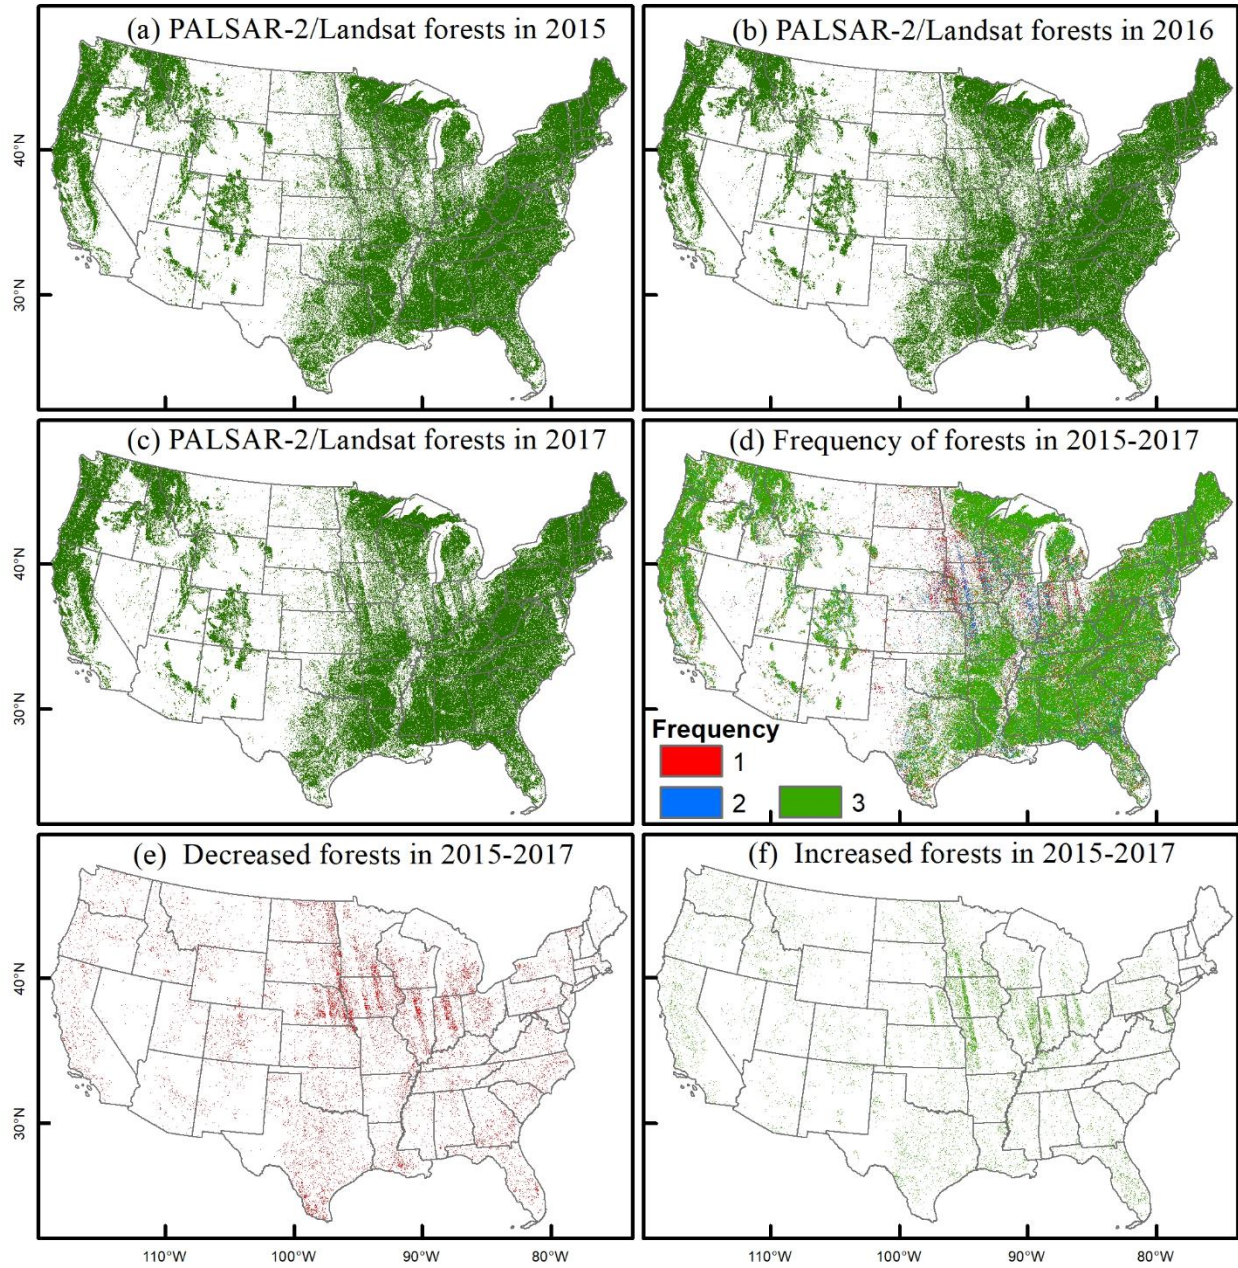 (a) PALSAR-2/Landsat forests in 2015
(b) PALSAR-2/Landsat forests in 2016
40°N
30°N
(c) PALSAR-2/Landsat forests in 2017
(d) Frequency of forests in 2015-2017
40°N
30°N
Frequency
1
2
3
(e) Decreased forests in 2015-2017
(f) Increased forests in 2015-2017
40°N
30°N
110°W
100°W
90°W
80°W
110°W
100°W
90°W
80°W